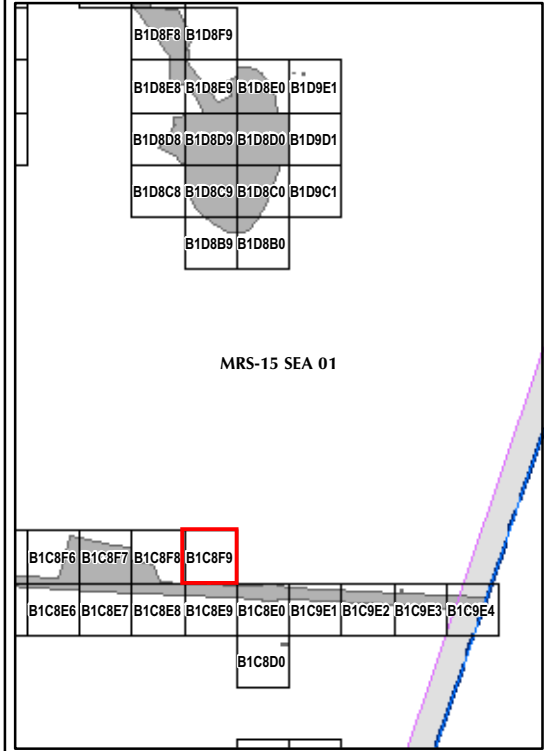 B1D8F8 B1D8F9
B1D8E8 B1D8E9 B1D8E0 B1D9E1
B1D8D8 B1D8D9 B1D8D0 B1D9D1
B1D8C8 B1D8C9 B1D8C0 B1D9C1
B1D8B9 B1D8B0
MRS-15 SEA 01
B1C8F6 B1C8F7 B1C8F8 B1C8F9
B1C8E6 B1C8E7 B1C8E8 B1C8E9 B1C8E0 B1C9E1 B1C9E2 B1C9E3 B1C9E4
B1C8D0